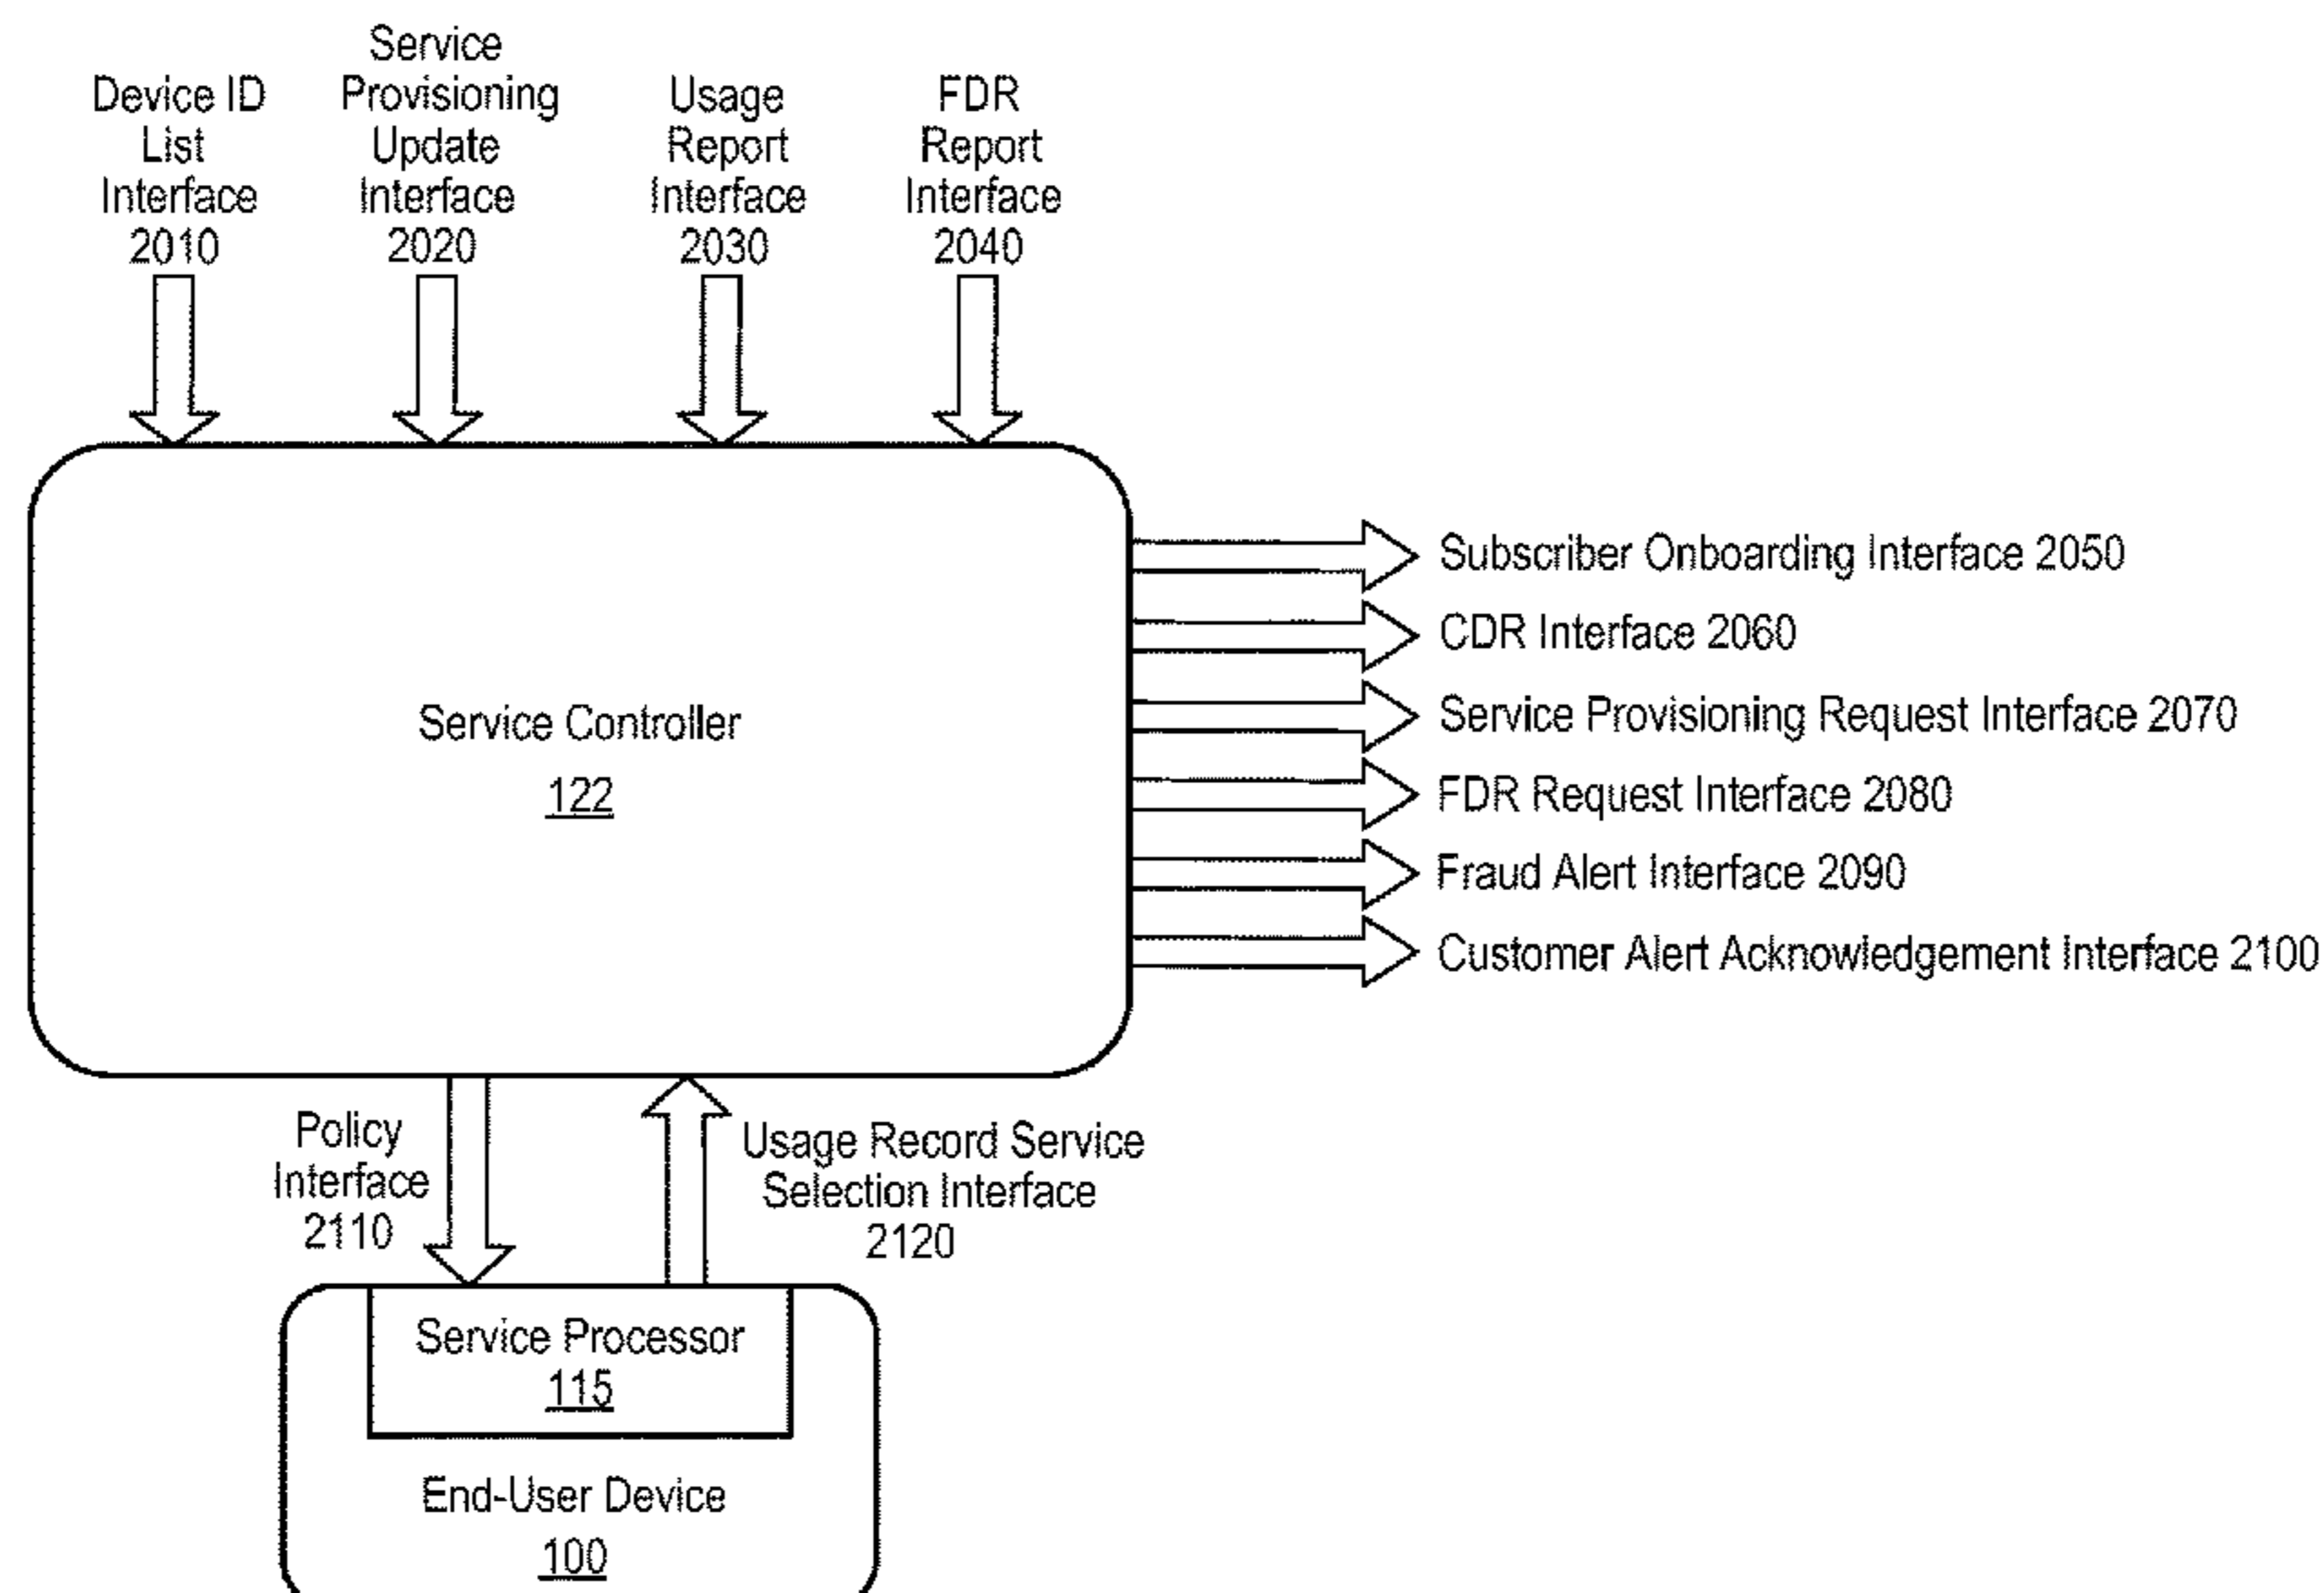 Device ID
List
Interface
2010
Service
Provisioning
Update
Interface
2020
Usage
Report
Interface
2030
FDR
Report
Interface
2040
Service Controller
122
Subscriber Onboarding Interface 2050
CDR Interface 2060
Service Provisioning Request Interface 2070
FDR Request Interface 2080
Fraud Alert Interface 2090
Customer Alert Acknowledgement Interface 2100
Policy
Interface
2110
Usage Record Service
Selection Interface
2120
Service Processor
115
End-User Device
100